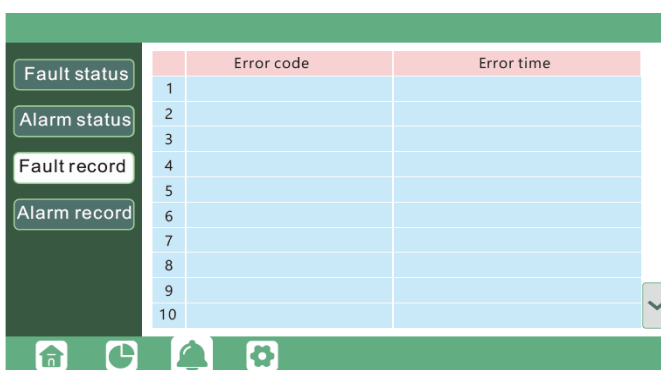 Fault status
Alarm status
Fault record
Alarm record
Error code Error time
1
2
3
4
5
6
7
8
9
10